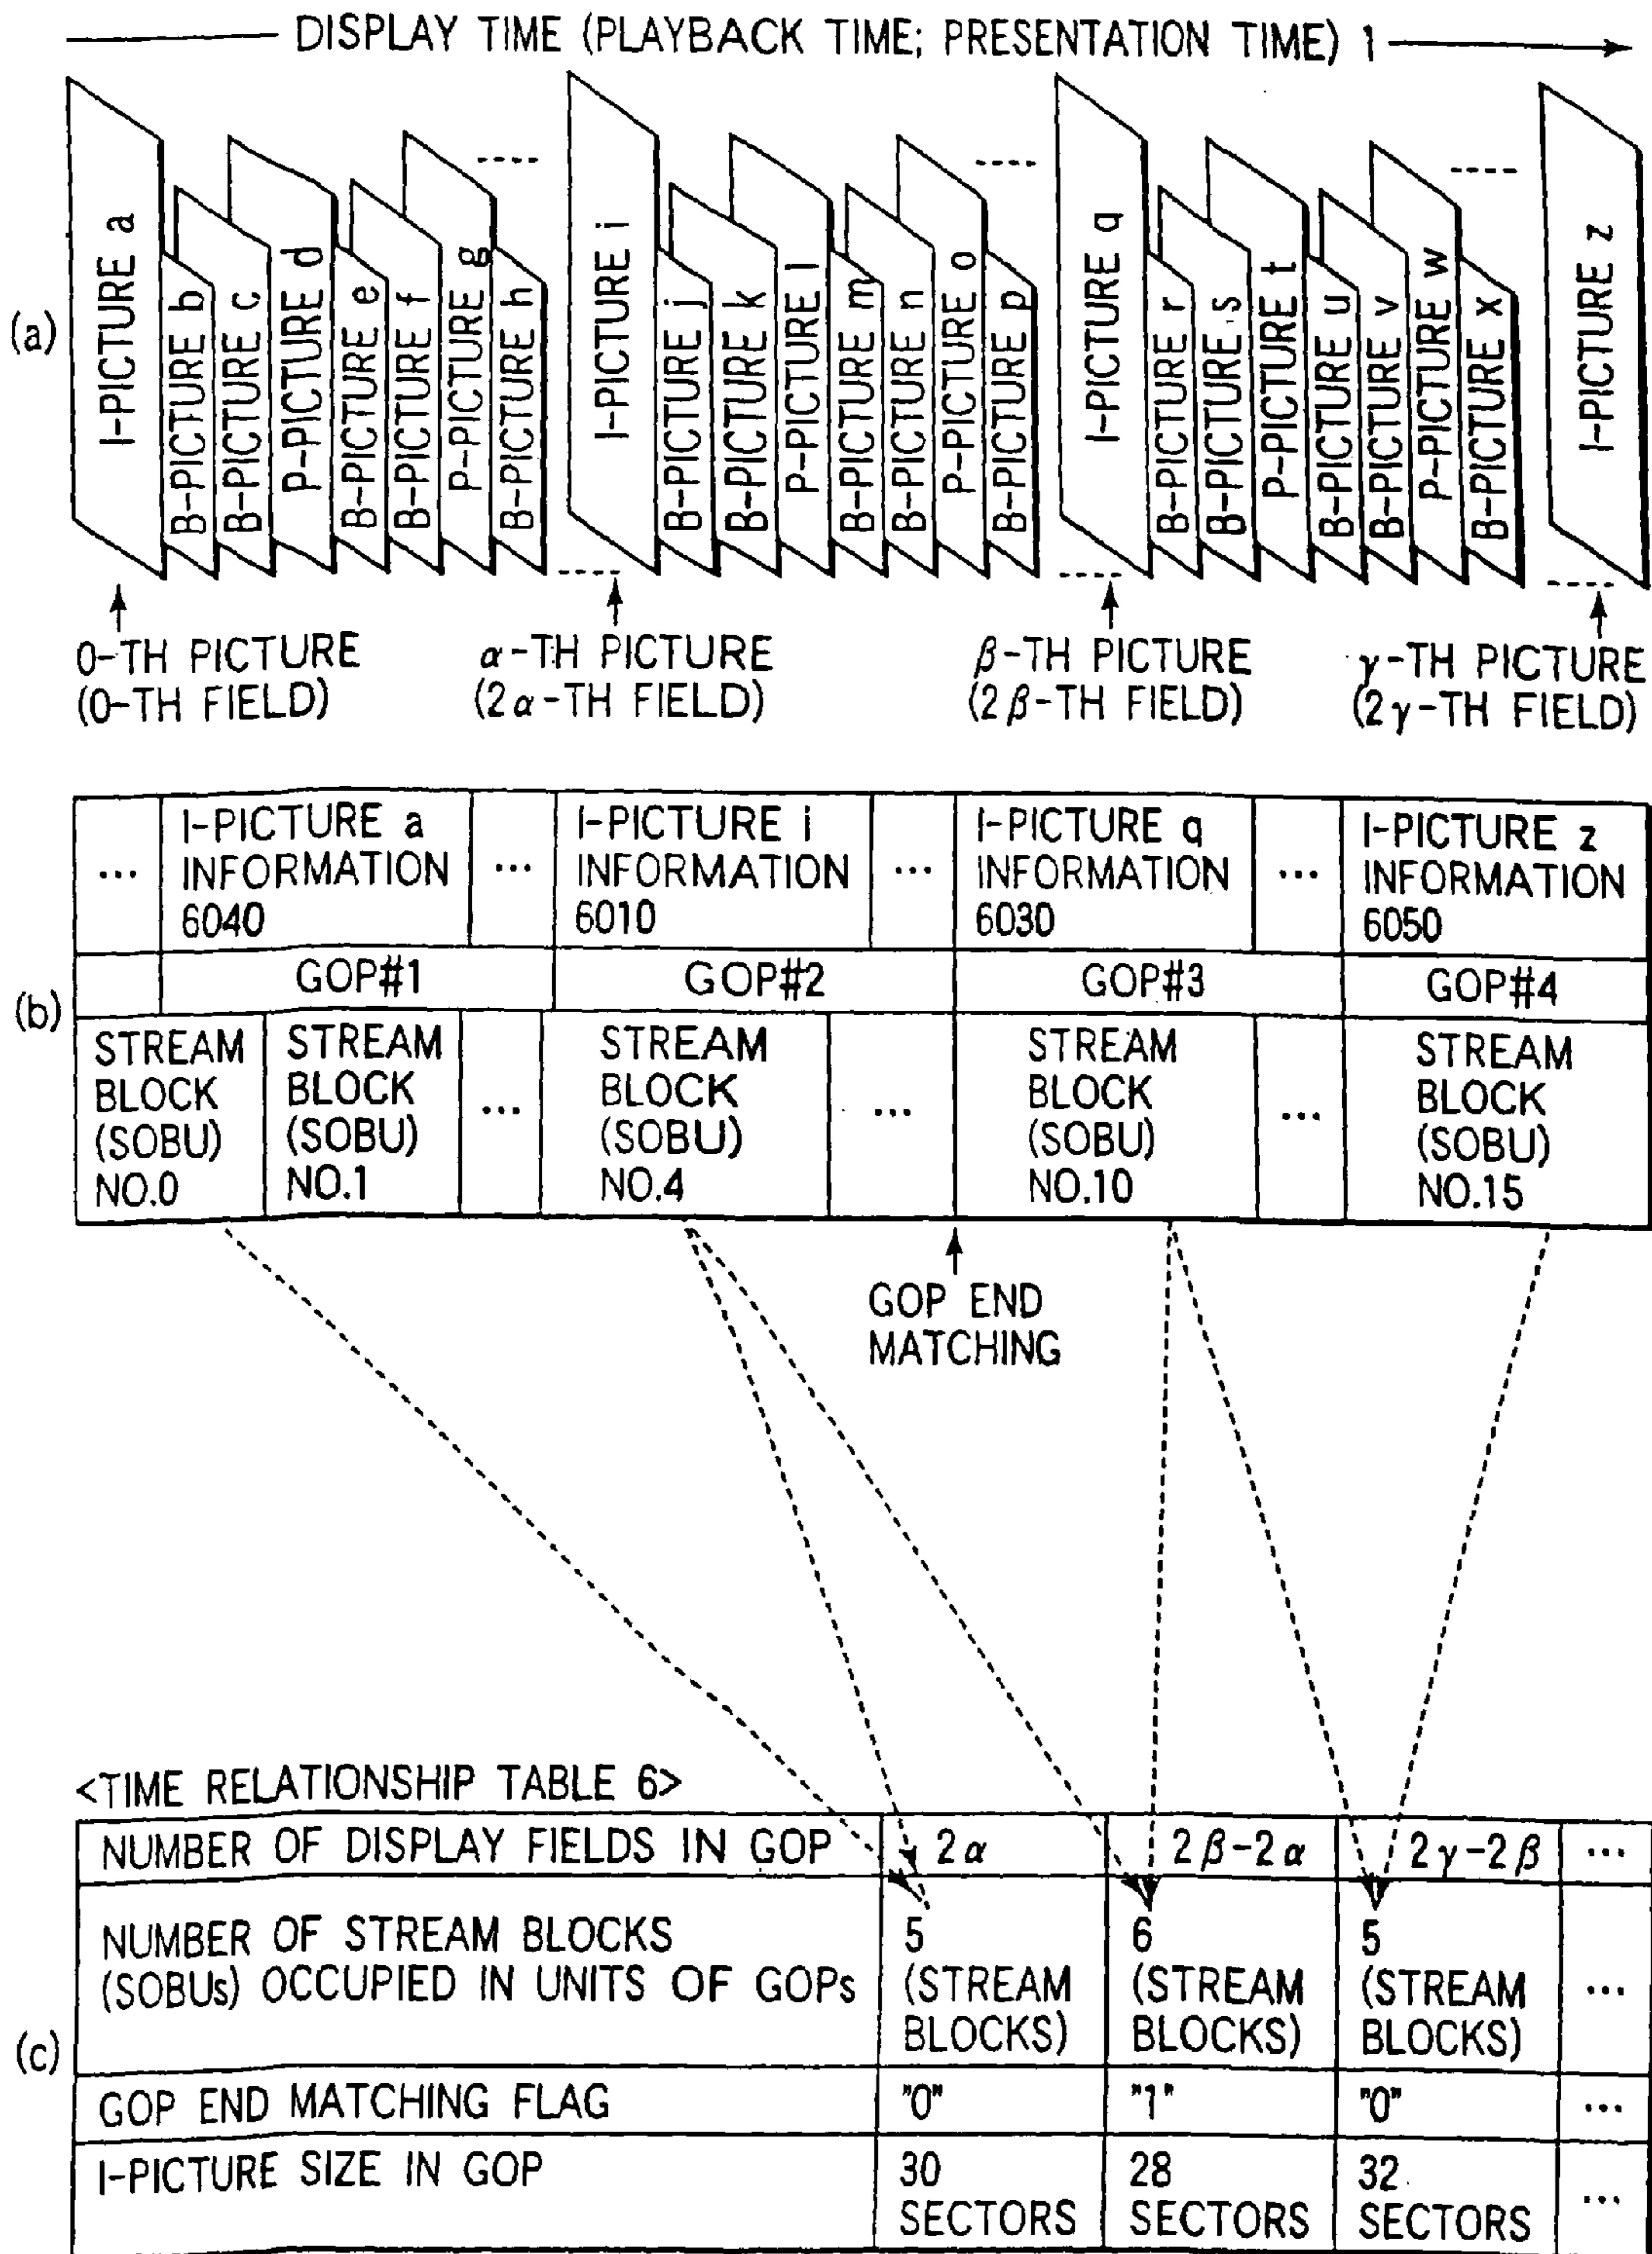 DISPLAY TIME (PLAYBACK TIME; PRESENTATION TIME) 1
(a)
I-PICTURE a
B-PICTURE b
B-PICTURE c
P-PICTURE d
B-PICTURE e
B-PICTURE f
P-PICTURE g
B-PICTURE h
I-PICTURE i
B-PICTURE j
B-PICTURE k
P-PICTURE l
B-PICTURE m
B-PICTURE n
P-PICTURE o
B-PICTURE p
I-PICTURE q
B-PICTURE r
B-PICTURE s
P-PICTURE t
B-PICTURE u
B-PICTURE v
P-PICTURE w
B-PICTURE x
I-PICTURE z
0-TH PICTURE
(0-TH FIELD)
α-TH PICTURE
(2α-TH FIELD)
β-TH PICTURE
(2β-TH FIELD)
γ-TH PICTURE
(2γ-TH FIELD)
(b)
...
I-PICTURE a
INFORMATION
6040
...
I-PICTURE i
INFORMATION
6010
...
I-PICTURE q
INFORMATION
6030
...
I-PICTURE z
INFORMATION
6050
GOP#1
GOP#2
GOP#3
GOP#4
STREAM
BLOCK
(SOBU)
NO.0
STREAM
BLOCK
(SOBU)
NO.1
...
STREAM
BLOCK
(SOBU)
NO.4
...
STREAM
BLOCK
(SOBU)
NO.10
...
STREAM
BLOCK
(SOBU)
NO.15
GOP END
MATCHING
<TIME RELATIONSHIP TABLE 6>
(c)
NUMBER OF DISPLAY FIELDS IN GOP
2α
2β-2α
2γ-2β
...
NUMBER OF STREAM BLOCKS
(SOBUs) OCCUPIED IN UNITS OF GOPs
5
(STREAM
BLOCKS)
6
(STREAM
BLOCKS)
5
(STREAM
BLOCKS)
...
GOP END MATCHING FLAG
"0"
"1"
"0"
...
I-PICTURE SIZE IN GOP
30
SECTORS
28
SECTORS
32
SECTORS
...